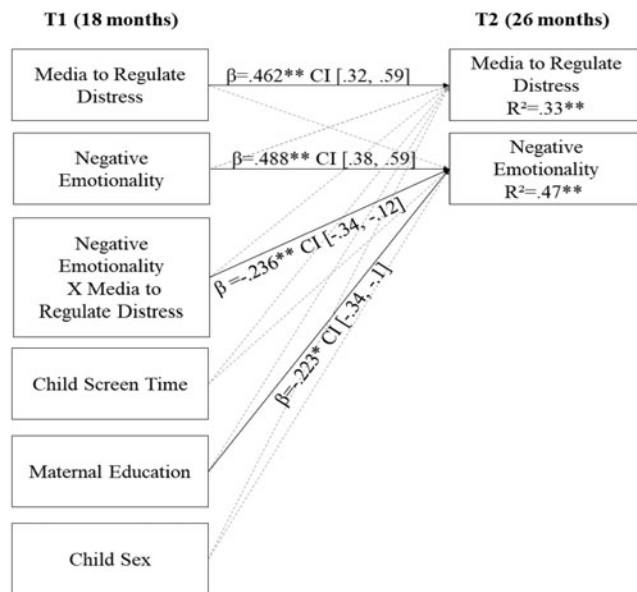 T1 (18 months)
T2 (26 months)
Media to Regulate
Distress
β=.462** CI [.32, .59]
Media to Regulate
Distress
R²=.33**
Negative
Emotionality
β=.488** CI [.38, .59]
Negative
Emotionality
R²=.47**
Negative
Emotionality
X Media to
Regulate Distress
β =-.236** CI [-.34, -.12]
Child Screen Time
β=-.223* CI [-.34, -.1]
Maternal Education
Child Sex